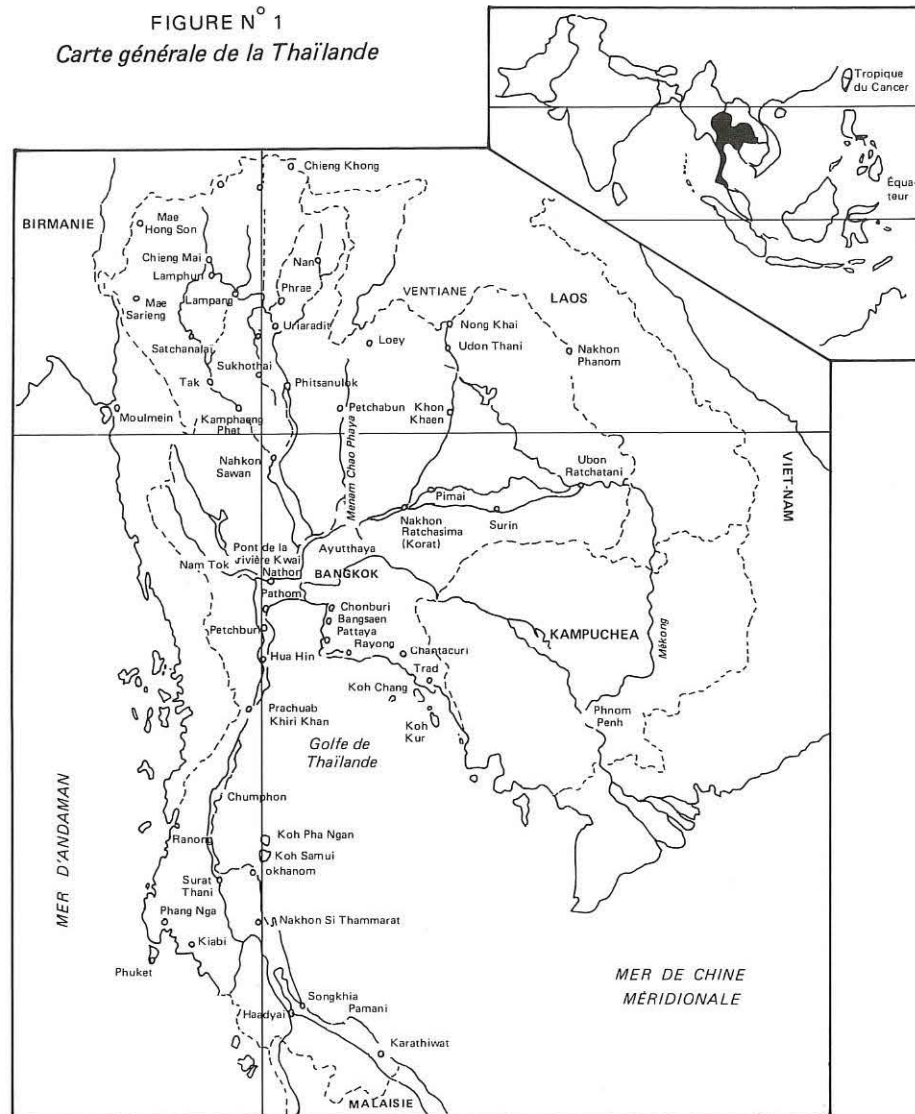 FIGURE N° 1
Carte générale de la Thaïlande
Tropique
du Cancer
Équa-
teur
Chieng Khong
BIRMANIE
Mae
Hong Son
Chieng Mai
Lamphun
Nan
Mae
Sarieng
Lampang
Phrae
VENTIANE
LAOS
Uriaradit
Nong Khai
Satchanalai
Loey
Udon Thani
Nakhon
Phanom
Sukhothai
Tak
Phitsanulok
Moulmein
Kamphaeng
Phat
Petchabun
Khon
Khaen
Menam Chao Phaya
Nahkon
Sawan
Ubon
Ratchatani
VIET-NAM
Pimai
Nakhon
Ratchasima
(Korat)
Surin
Pont de la
rivière Kwai
Ayutthaya
Nam Tok
Nathon
BANGKOK
Pathom
Chonburi
Bangsaen
Petchburi
Pattaya
KAMPUCHEA
Mékong
Rayong
Chantacuri
Hua Hin
Trad
Koh Chang
Prachuab
Khiri Khan
Koh
Kur
Phnom
Penh
Golfe de
Thaïlande
Chumphon
MER D'ANDAMAN
Ranong
Koh Pha Ngan
Koh Samui
okhanom
Surat
Thani
Phang Nga
Nakhon Si Thammarat
Kiabi
Phuket
MER DE CHINE
MÉRIDIONALE
Songkhia
Pamani
Haadyai
Karathiwat
MALAISIE